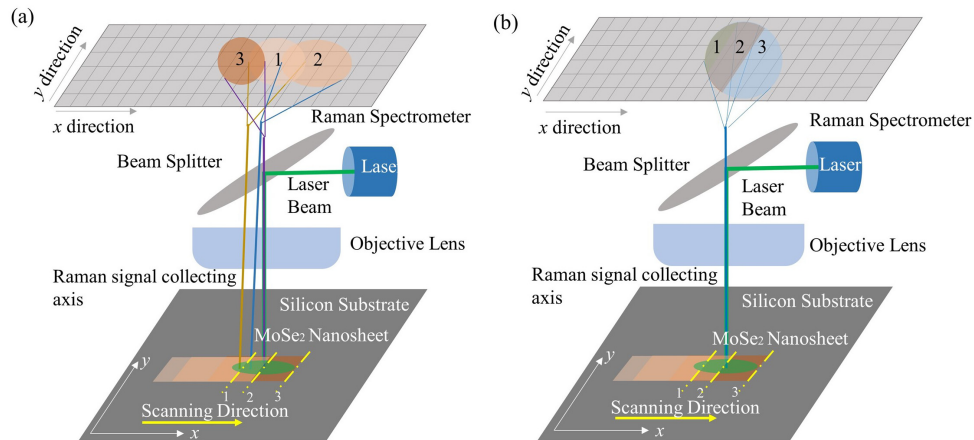 (a)
y direction
x direction
3 1 2
Raman Spectrometer
Beam Splitter
Lase
Laser
Beam
Objective Lens
Raman signal collecting
axis
Silicon Substrate
MoSe₂ Nanosheet
y
1 2 3
Scanning Direction
x
(b)
y direction
x direction
1 2 3
Raman Spectrometer
Beam Splitter
Laser
Laser
Beam
Objective Lens
Raman signal collecting
axis
Silicon Substrate
MoSe₂ Nanosheet
y
1 2 3
Scanning Direction
x